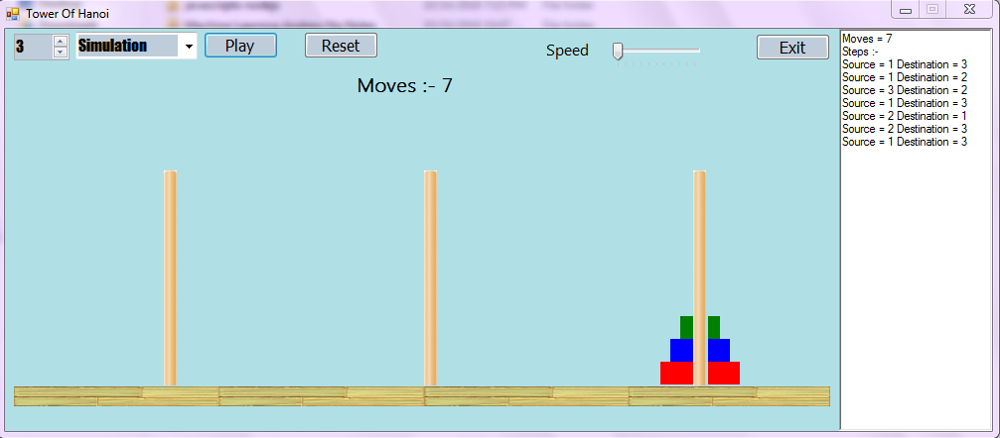 Tower Of Hanoi
3 Simulation Play Reset Speed Exit
Moves :- 7
Moves = 7
Steps :-
Source = 1 Destination = 3
Source = 1 Destination = 2
Source = 3 Destination = 2
Source = 1 Destination = 3
Source = 2 Destination = 1
Source = 2 Destination = 3
Source = 1 Destination = 3